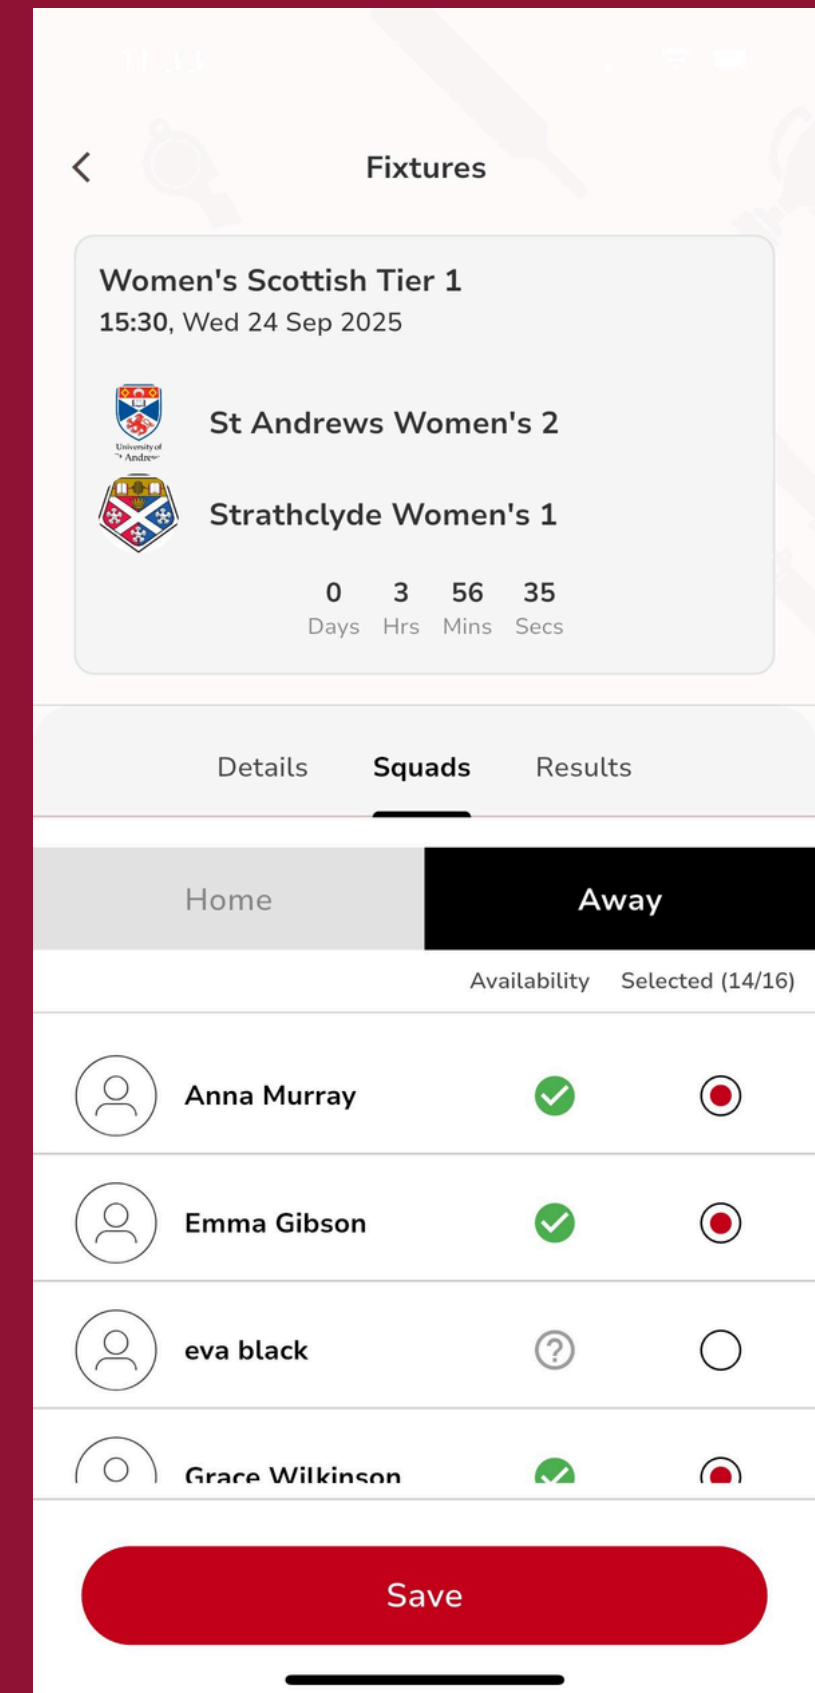 Fixtures
Women's Scottish Tier 1
15:30, Wed 24 Sep 2025
University of
St Andrews Women's 2
Strathclyde Women's 1
0 3 56 35
Days Hrs Mins Secs
Details Squads Results
Home Away
Availability Selected (14/16)
Anna Murray
Emma Gibson
eva black
Grace Wilkinson
Save